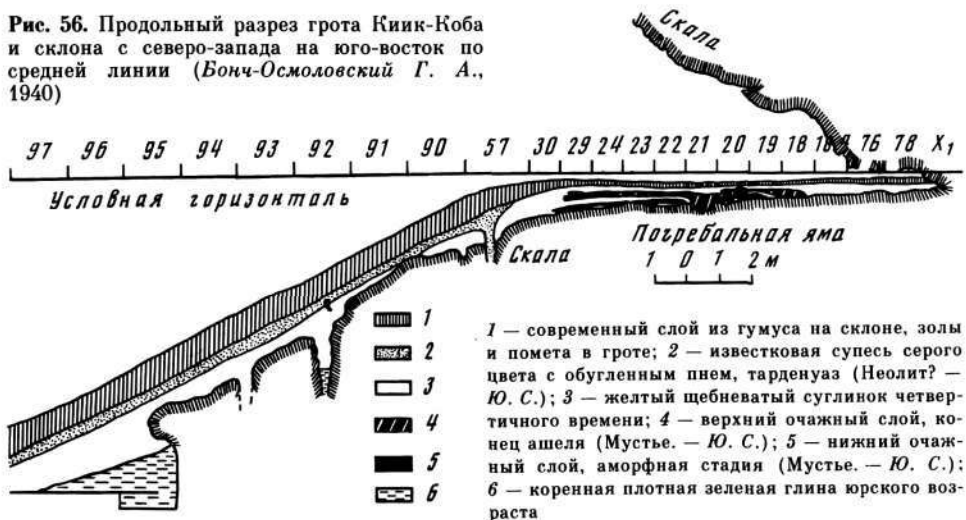 Рис. 56. Продольный разрез грота Киик-Коба
и склона с северо-запада на юго-восток по
средней линии (Бонч-Осмоловский Г. А.,
1940)
Скала
97 96 95 94 93 92 91 90 57 30 29 24 23 22 21 20 19 18 76 78 X₁
Условная горизонталь
Погребальная яма
Скала
1 0 1 2 м
1
2
3
4
5
6
1 — современный слой из гумуса на склоне, золы
и помета в гроте; 2 — известковая супесь серого
цвета с обугленным пнем, тарденуаз (Неолит? —
Ю. С.); 3 — желтый щебневатый суглинок четвер-
тичного времени; 4 — верхний очажный слой, ко-
нец ашеля (Мустье. — Ю. С.); 5 — нижний очаж-
ный слой, аморфная стадия (Мустье. — Ю. С.);
6 — коренная плотная зеленая глина юрского воз-
раста